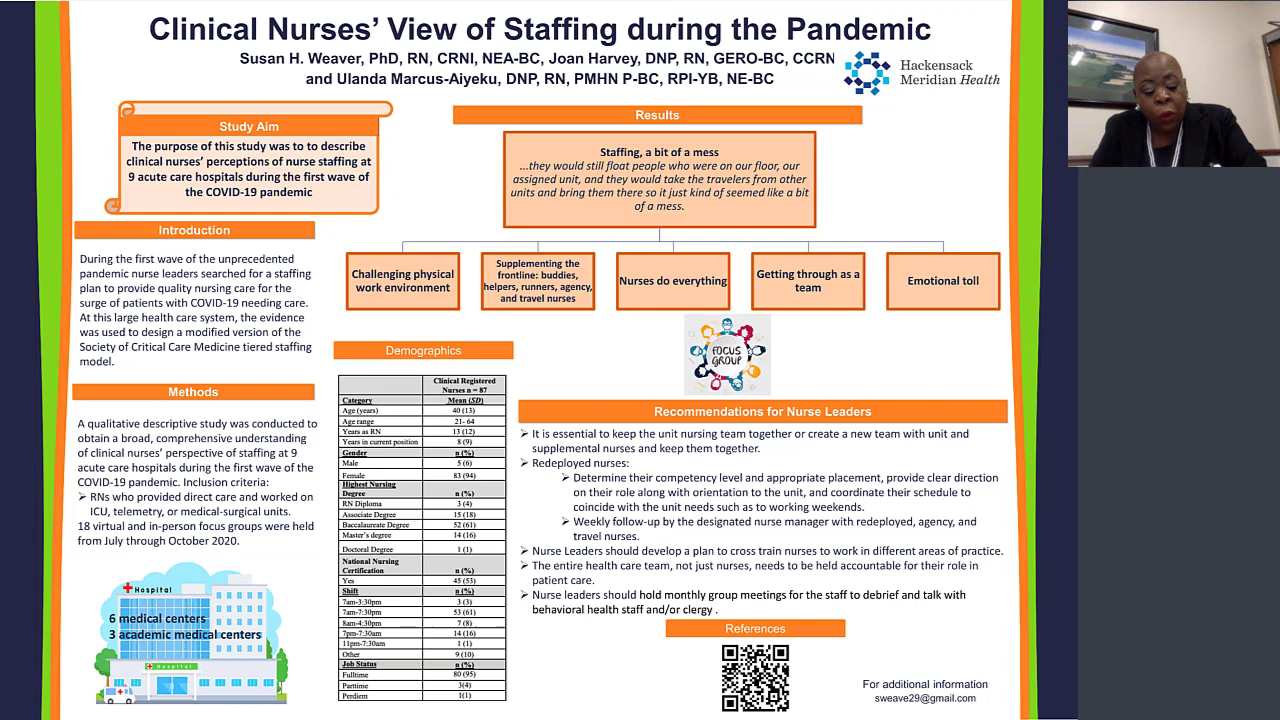 Clinical Nurses’ View of Staffing during the Pandemic
Susan H. Weaver, PhD, RN, CRNI, NEA-BC, Joan Harvey, DNP, RN, GERO-BC, CCRN
and Ulanda Marcus-Aiyeku, DNP, RN, PMHN P-BC, RPI-YB, NE-BC
Hackensack
Meridian Health
Study Aim
The purpose of this study was to to describe
clinical nurses’ perceptions of nurse staffing at
9 acute care hospitals during the first wave of
the COVID-19 pandemic
Introduction
During the first wave of the unprecedented
pandemic nurse leaders searched for a staffing
plan to provide quality nursing care for the
surge of patients with COVID-19 needing care.
At this large health care system, the evidence
was used to design a modified version of the
Society of Critical Care Medicine tiered staffing
model.
Methods
A qualitative descriptive study was conducted to
obtain a broad, comprehensive understanding
of clinical nurses’ perspective of staffing at 9
acute care hospitals during the first wave of the
COVID-19 pandemic. Inclusion criteria:
➢ RNs who provided direct care and worked on
ICU, telemetry, or medical-surgical units.
18 virtual and in-person focus groups were held
from July through October 2020.
Hospital
6 medical centers
3 academic medical centers
Hospital
Results
Staffing, a bit of a mess
...they would still float people who were on our floor, our
assigned unit, and they would take the travelers from other
units and bring them there so it just kind of seemed like a bit
of a mess.
Challenging physical
work environment
Supplementing the
frontline: buddies,
helpers, runners, agency,
and travel nurses
Nurses do everything
Getting through as a
team
Emotional toll
FOCUS
GROUP
Demographics
Clinical Registered
Nurses n = 87
Category Mean (SD)
Age (years) 40 (13)
Age range 21- 64
Years as RN 13 (12)
Years in current position 8 (9)
Gender n (%)
Male 5 (6)
Female 83 (94)
Highest Nursing
Degree n (%)
RN Diploma 3 (4)
Associate Degree 15 (18)
Baccalaureate Degree 52 (61)
Master’s degree 14 (16)
Doctoral Degree 1 (1)
National Nursing
Certification n (%)
Yes 45 (53)
Shift n (%)
7am-3:30pm 3 (3)
7am-7:30pm 53 (61)
8am-4:30pm 7 (8)
7pm-7:30am 14 (16)
11pm-7:30am 1 (1)
Other 9 (10)
Job Status n (%)
Fulltime 80 (95)
Parttime 3(4)
Perdiem 1(1)
Recommendations for Nurse Leaders
➢ It is essential to keep the unit nursing team together or create a new team with unit and
supplemental nurses and keep them together.
➢ Redeployed nurses:
➢ Determine their competency level and appropriate placement, provide clear direction
on their role along with orientation to the unit, and coordinate their schedule to
coincide with the unit needs such as to working weekends.
➢ Weekly follow-up by the designated nurse manager with redeployed, agency, and
travel nurses.
➢ Nurse Leaders should develop a plan to cross train nurses to work in different areas of practice.
➢ The entire health care team, not just nurses, needs to be held accountable for their role in
patient care.
➢ Nurse leaders should hold monthly group meetings for the staff to debrief and talk with
behavioral health staff and/or clergy .
References
For additional information
sweave29@gmail.com